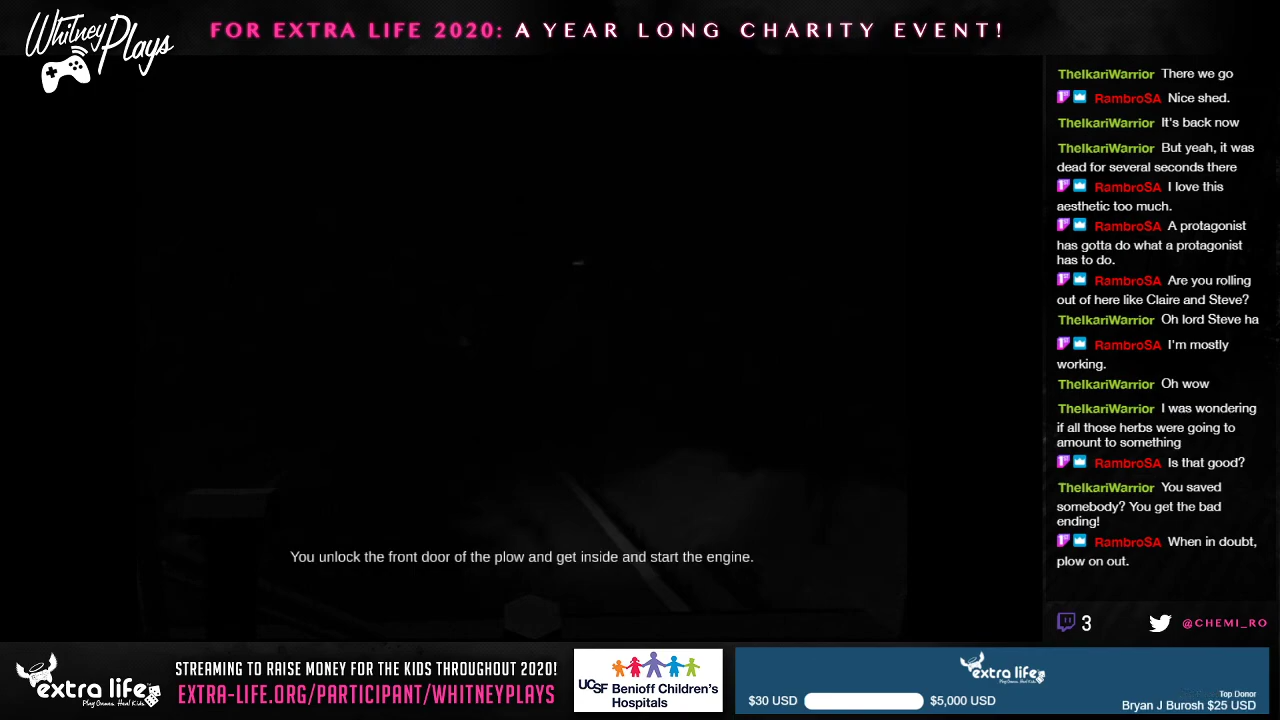 Whitney Plays
FOR EXTRA LIFE 2020: A YEAR LONG CHARITY EVENT!
TheIkariWarrior There we go
RambroSA Nice shed.
TheIkariWarrior It's back now
TheIkariWarrior But yeah, it was
dead for several seconds there
RambroSA I love this
aesthetic too much.
RambroSA A protagonist
has gotta do what a protagonist
has to do.
RambroSA Are you rolling
out of here like Claire and Steve?
TheIkariWarrior Oh lord Steve ha
RambroSA I'm mostly
working.
TheIkariWarrior Oh wow
TheIkariWarrior I was wondering
if all those herbs were going to
amount to something
RambroSA Is that good?
TheIkariWarrior You saved
somebody? You get the bad
ending!
RambroSA When in doubt,
plow on out.
You unlock the front door of the plow and get inside and start the engine.
3
@CHEMI_RO
extra life
Play Games. Heal Kids.
STREAMING TO RAISE MONEY FOR THE KIDS THROUGHOUT 2020!
EXTRA-LIFE.ORG/PARTICIPANT/WHITNEYPLAYS
UCSF Benioff Children's
Hospitals
extra life
Play Games. Heal Kids.
$30 USD
$5,000 USD
Top Donor
Bryan J Burosh $25 USD